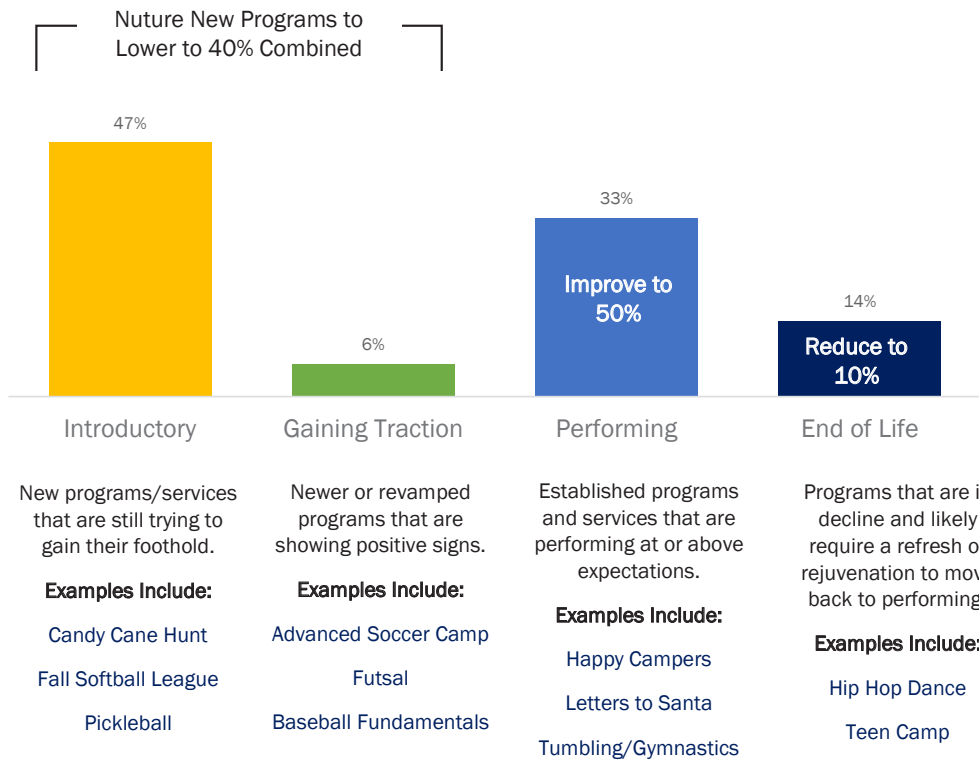 Nuture New Programs to
Lower to 40% Combined
47%
6%
33%
14%
Improve to
50%
Reduce to
10%
Introductory
Gaining Traction
Performing
End of Life
New programs/services
that are still trying to
gain their foothold.
Examples Include:
Candy Cane Hunt
Fall Softball League
Pickleball
Newer or revamped
programs that are
showing positive signs.
Examples Include:
Advanced Soccer Camp
Futsal
Baseball Fundamentals
Established programs
and services that are
performing at or above
expectations.
Examples Include:
Happy Campers
Letters to Santa
Tumbling/Gymnastics
Programs that are
decline and likely
require a refresh
rejuvenation to
back to performing
Examples Include:
Hip Hop Dance
Teen Camp